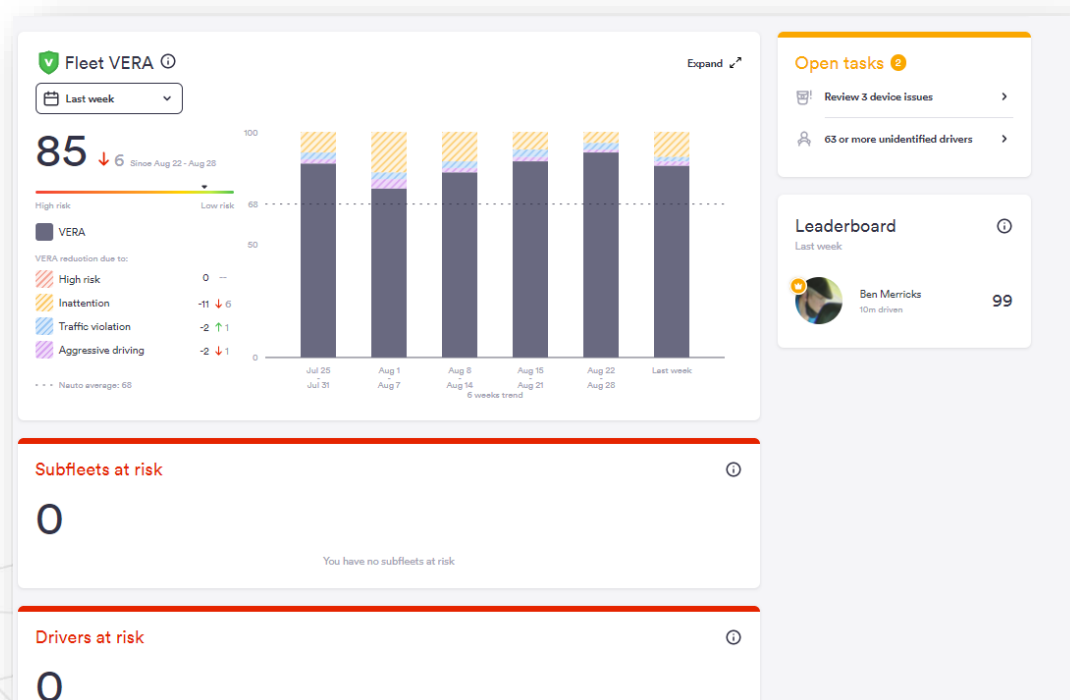 Fleet VERA
Expand
Last week
85 ↓ 6 Since Aug 22 - Aug 28
High risk Low risk
VERA
VERA reduction due to:
High risk 0 —
Inattention -11 ↓ 6
Traffic violation -2 ↑ 1
Aggressive driving -2 ↓ 1
Nauto average: 68
100
68
50
0
Jul 25 - Jul 31
Aug 1 - Aug 7
Aug 8 - Aug 14
Aug 15 - Aug 21
Aug 22 - Aug 28
Last week
6 weeks trend
Open tasks 2
Review 3 device issues
63 or more unidentified drivers
Leaderboard
Last week
Ben Merricks
10m driven
99
Subfleets at risk
0
You have no subfleets at risk
Drivers at risk
0